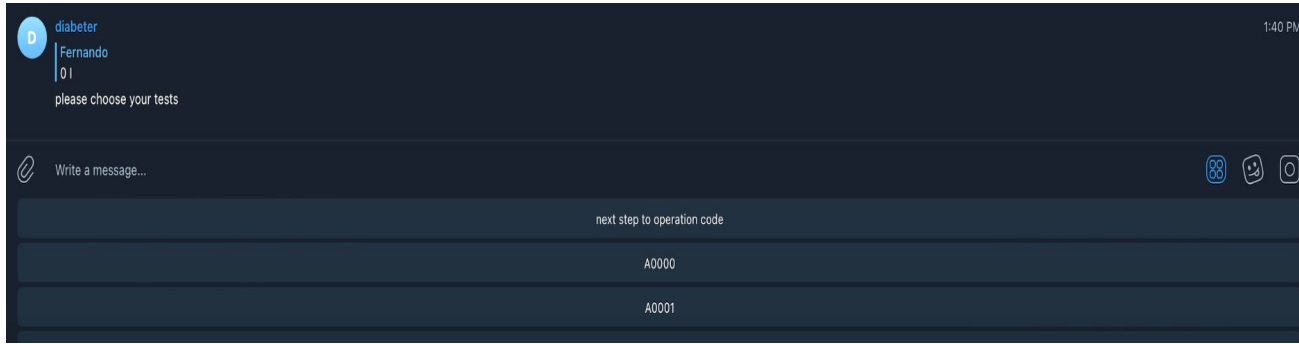 D
diabeter
1:40 PM
Fernando
0 I
please choose your tests
Write a message...
next step to operation code
A0000
A0001